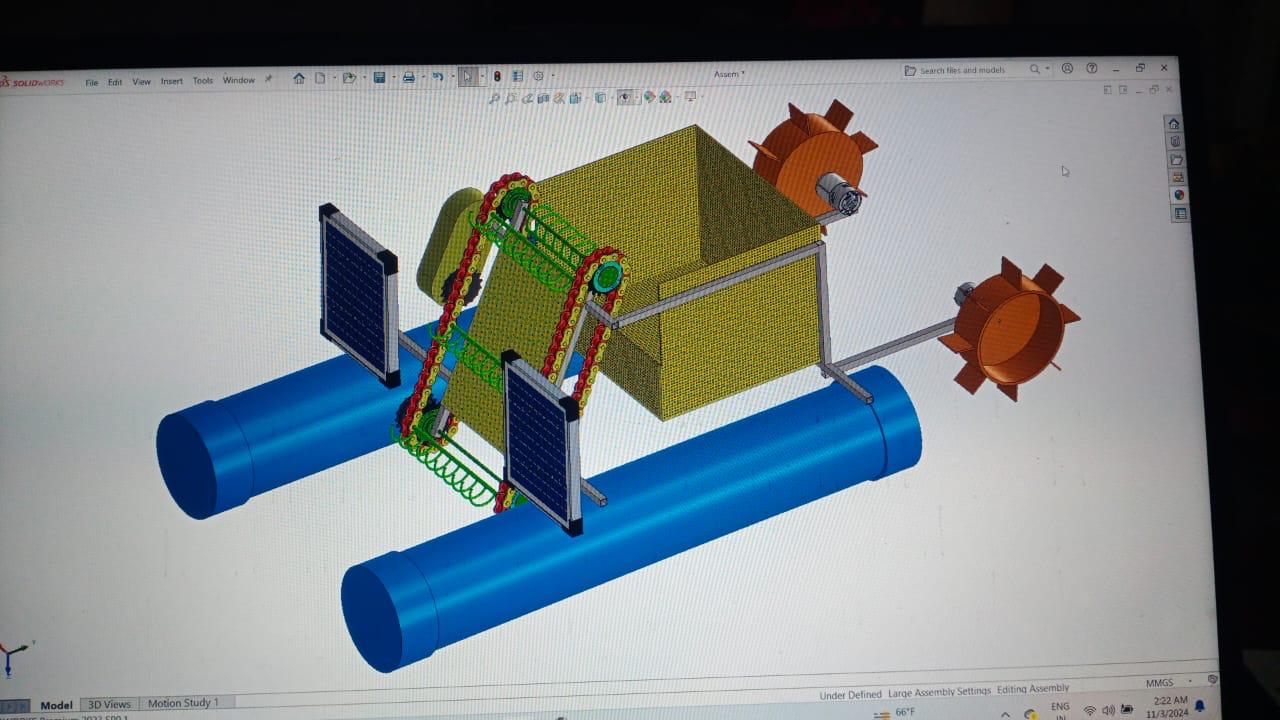 SOLIDWORKS File Edit View Insert Tools Window Assem * Search files and models
Under Defined Large Assembly Settings Editing Assembly MMGS
Model 3D Views Motion Study 1
66°F ENG 2:22 AM
IN 11/3/2024